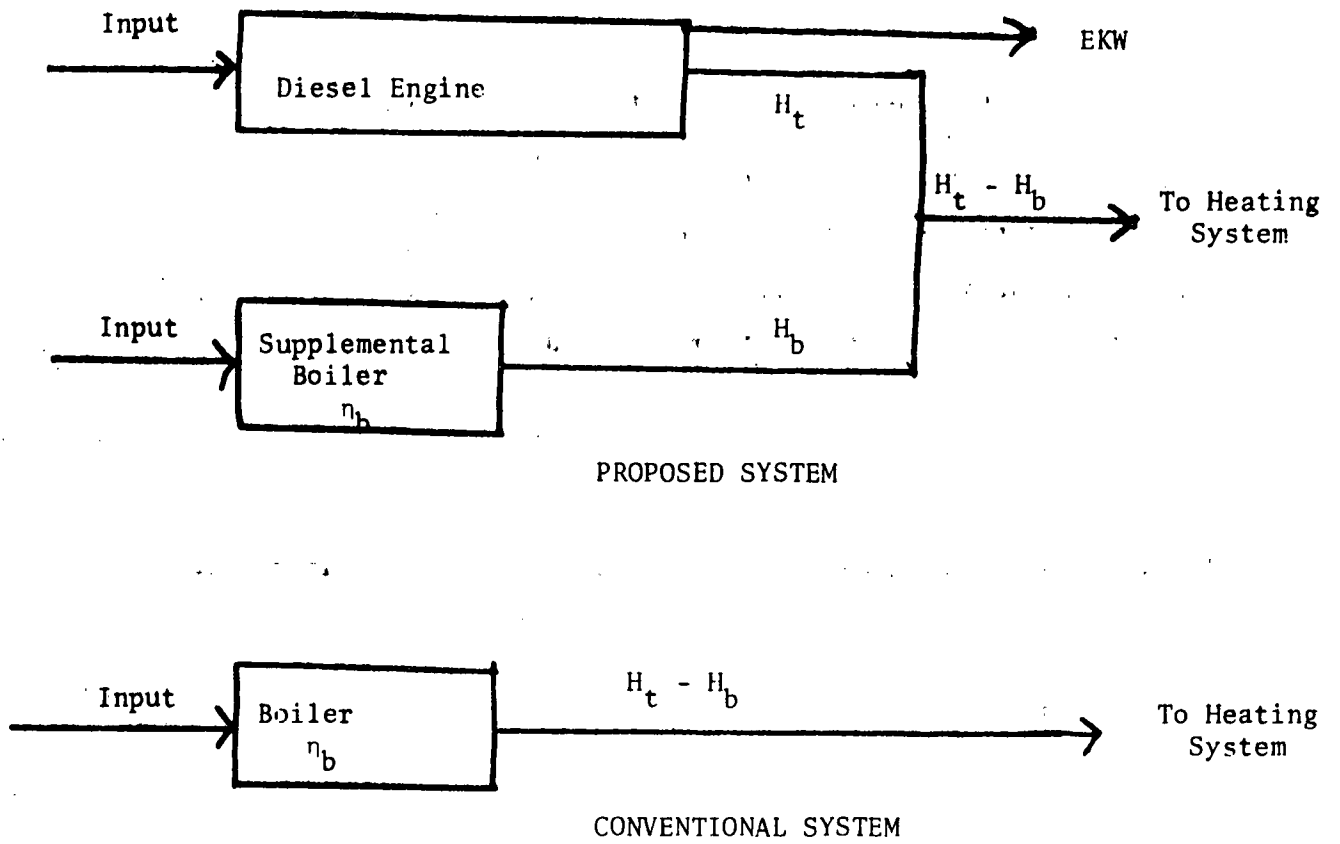 Input
EKW
Diesel Engine
H_t
H_t - H_b
To Heating
System
Input
Supplemental
Boiler
η_b
H_b
PROPOSED SYSTEM
Input
Boiler
η_b
H_t - H_b
To Heating
System
CONVENTIONAL SYSTEM